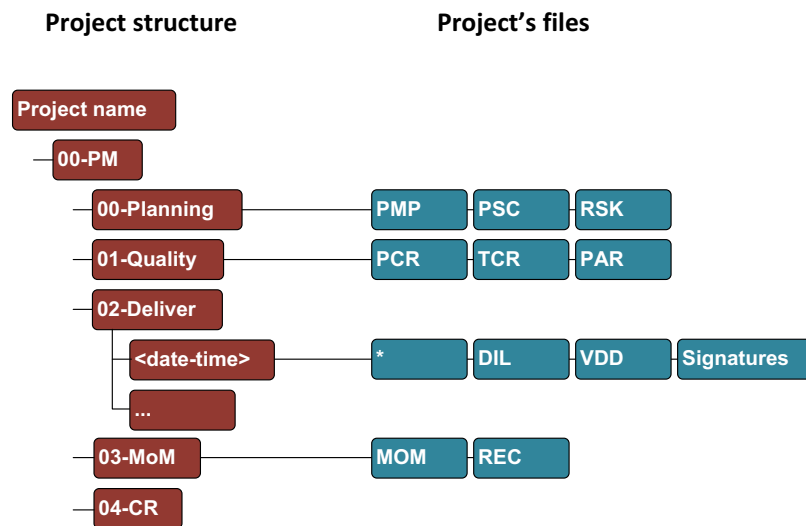 Project structure
Project's files
Project name
00-PM
00-Planning
PMP
PSC
RSK
01-Quality
PCR
TCR
PAR
02-Deliver
<date-time>
*
DIL
VDD
Signatures
...
03-MoM
MOM
REC
04-CR